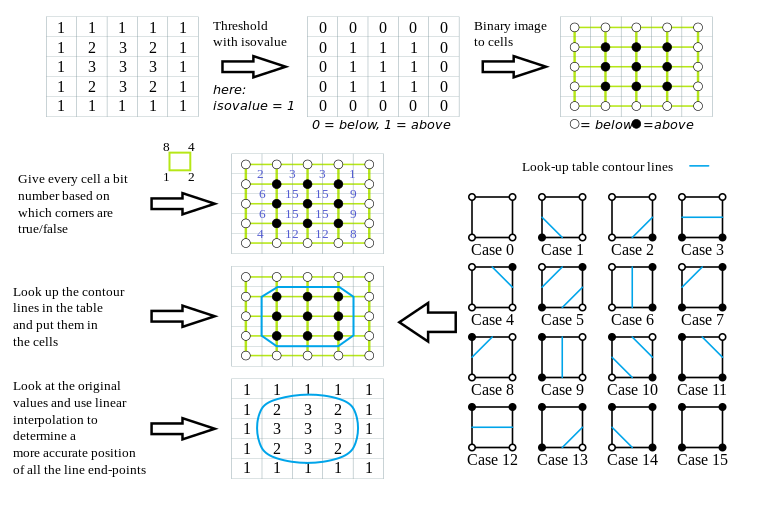 1 1 1 1 1
1 2 3 2 1
1 3 3 3 1
1 2 3 2 1
1 1 1 1 1
Threshold
with isovalue
here:
isovalue = 1
0 0 0 0 0
0 1 1 1 0
0 1 1 1 0
0 1 1 1 0
0 0 0 0 0
0 = below, 1 = above
Binary image
to cells
= below =above
Give every cell a bit
number based on
which corners are
true/false
8 4
1 2
2 3 3 1
6 15 15 9
6 15 15 9
4 12 12 8
Look up the contour
lines in the table
and put them in
the cells
Look at the original
values and use linear
interpolation to
determine a
more accurate position
of all the line end-points
1 1 1 1 1
1 2 3 2 1
1 3 3 3 1
1 2 3 2 1
1 1 1 1 1
Look-up table contour lines
Case 0 Case 1 Case 2 Case 3
Case 4 Case 5 Case 6 Case 7
Case 8 Case 9 Case 10 Case 11
Case 12 Case 13 Case 14 Case 15